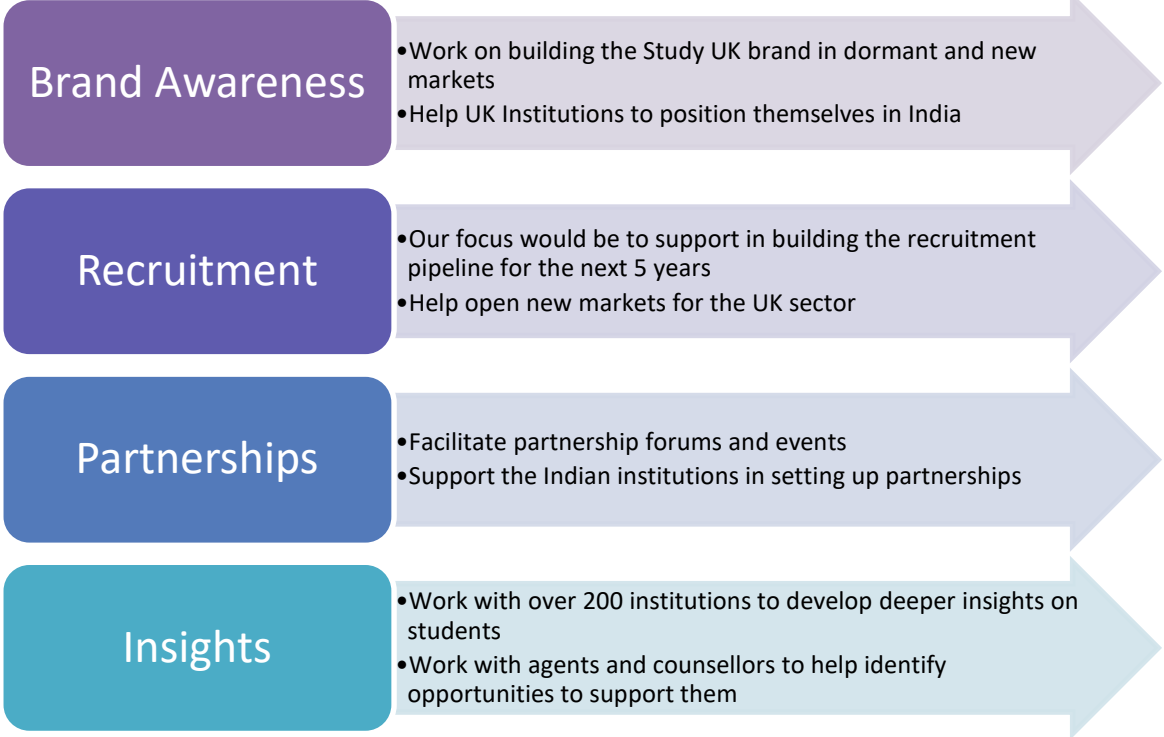 Brand Awareness
•Work on building the Study UK brand in dormant and new
markets
•Help UK Institutions to position themselves in India
Recruitment
•Our focus would be to support in building the recruitment
pipeline for the next 5 years
•Help open new markets for the UK sector
Partnerships
•Facilitate partnership forums and events
•Support the Indian institutions in setting up partnerships
Insights
•Work with over 200 institutions to develop deeper insights on
students
•Work with agents and counsellors to help identify
opportunities to support them